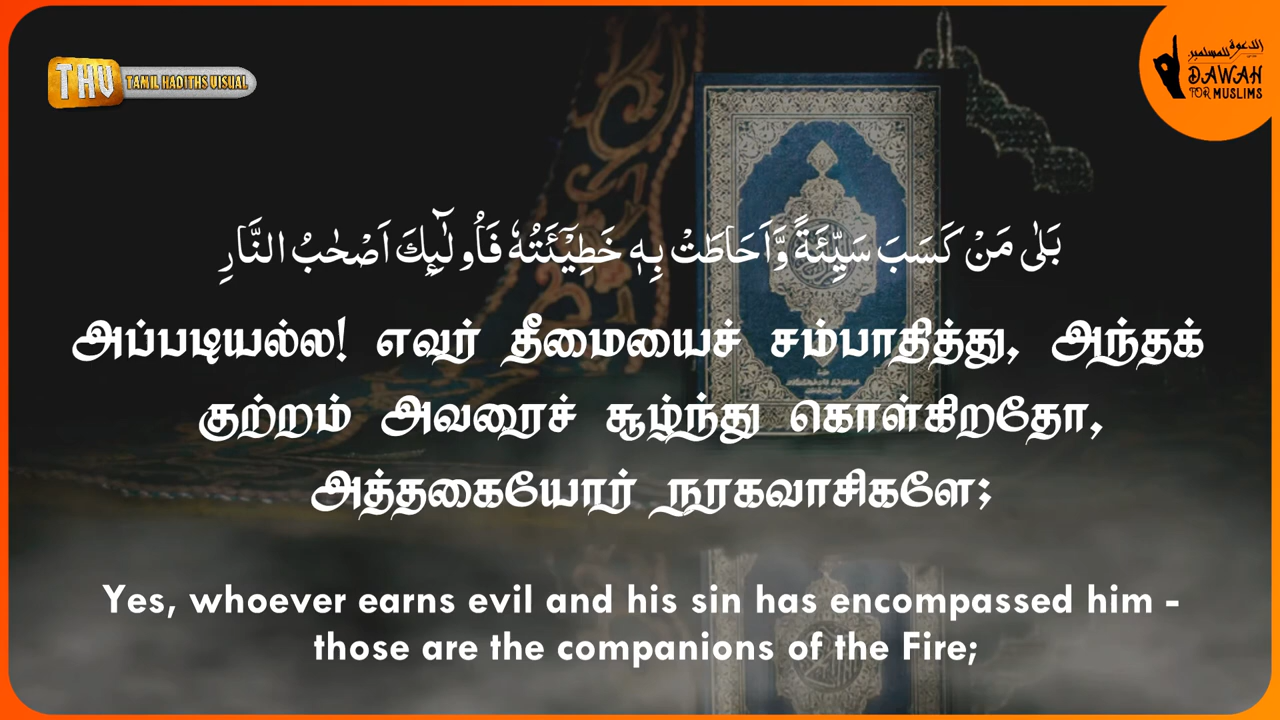 THV TAMIL HADITHS VISUAL
الدعوة للمسلمين
DAWAH
FOR MUSLIMS
بَلٰى مَنْ كَسَبَ سَيِّئَةً وَّاَحَاطَتْ بِهٖ خَطِيْٓئَتُهٗ فَاُولٰٓٮِٕكَ اَصْحٰبُ النَّارِ
அப்படியல்ல! எவர் தீமையைச் சம்பாதித்து, அந்தக்
குற்றம் அவரைச் சூழ்ந்து கொள்கிறதோ,
அத்தகையோர் நரகவாசிகளே;
Yes, whoever earns evil and his sin has encompassed him -
those are the companions of the Fire;